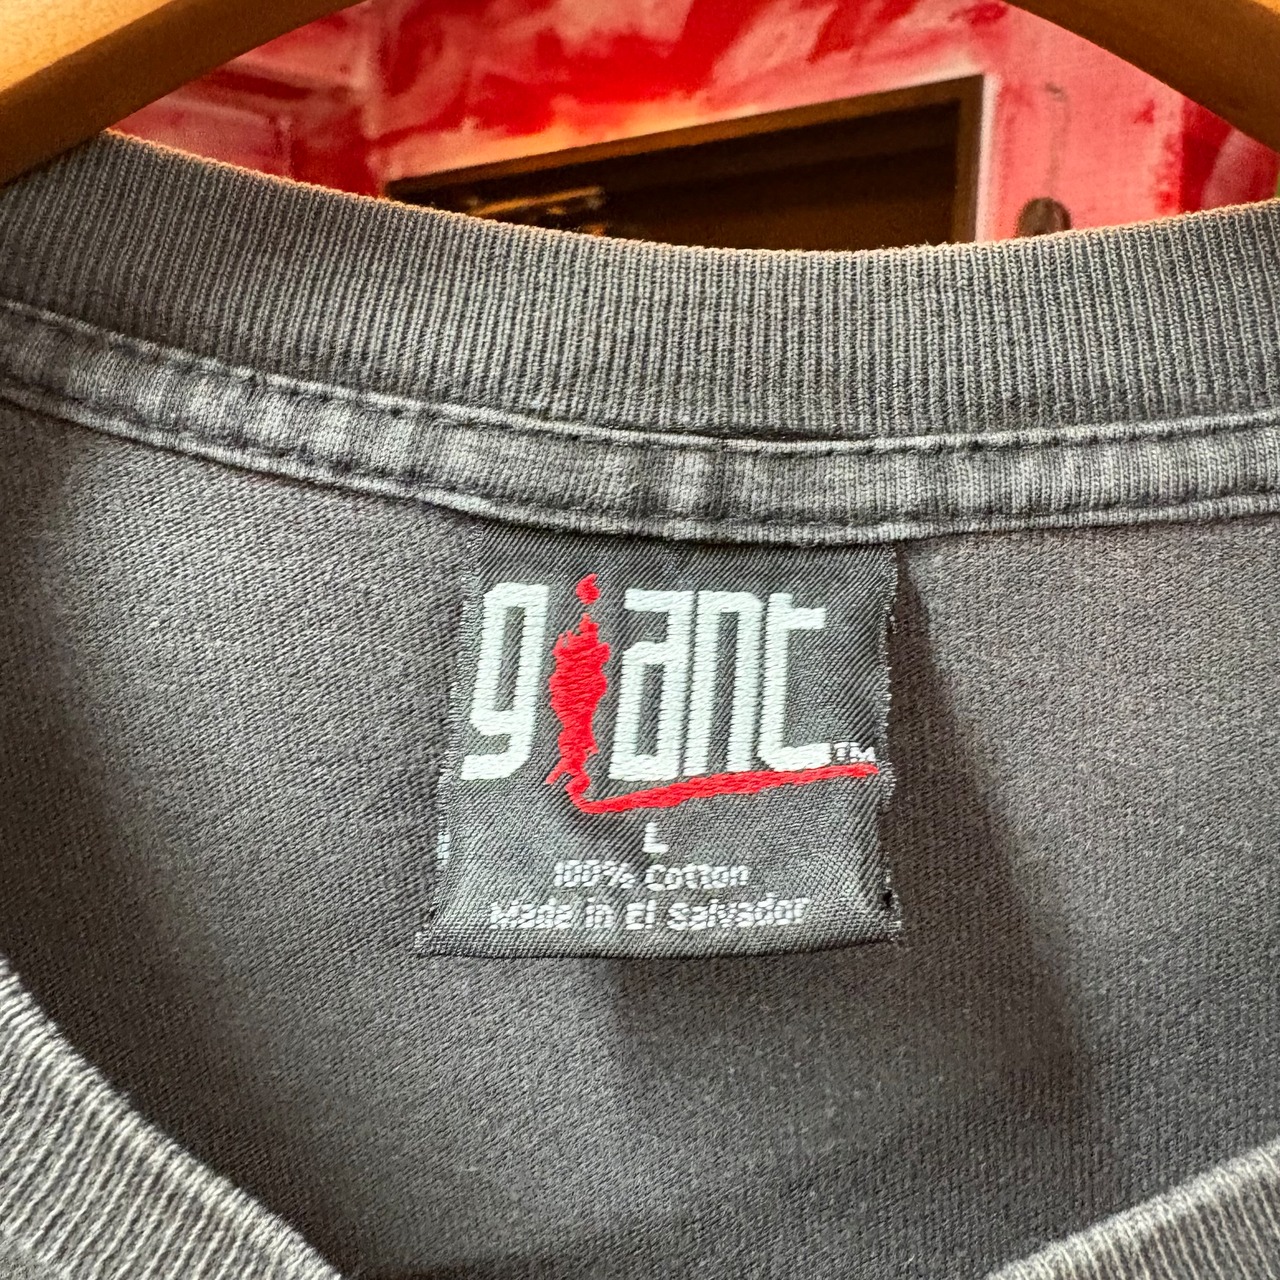 giant™
L
100% Cotton
Made in El Salvador